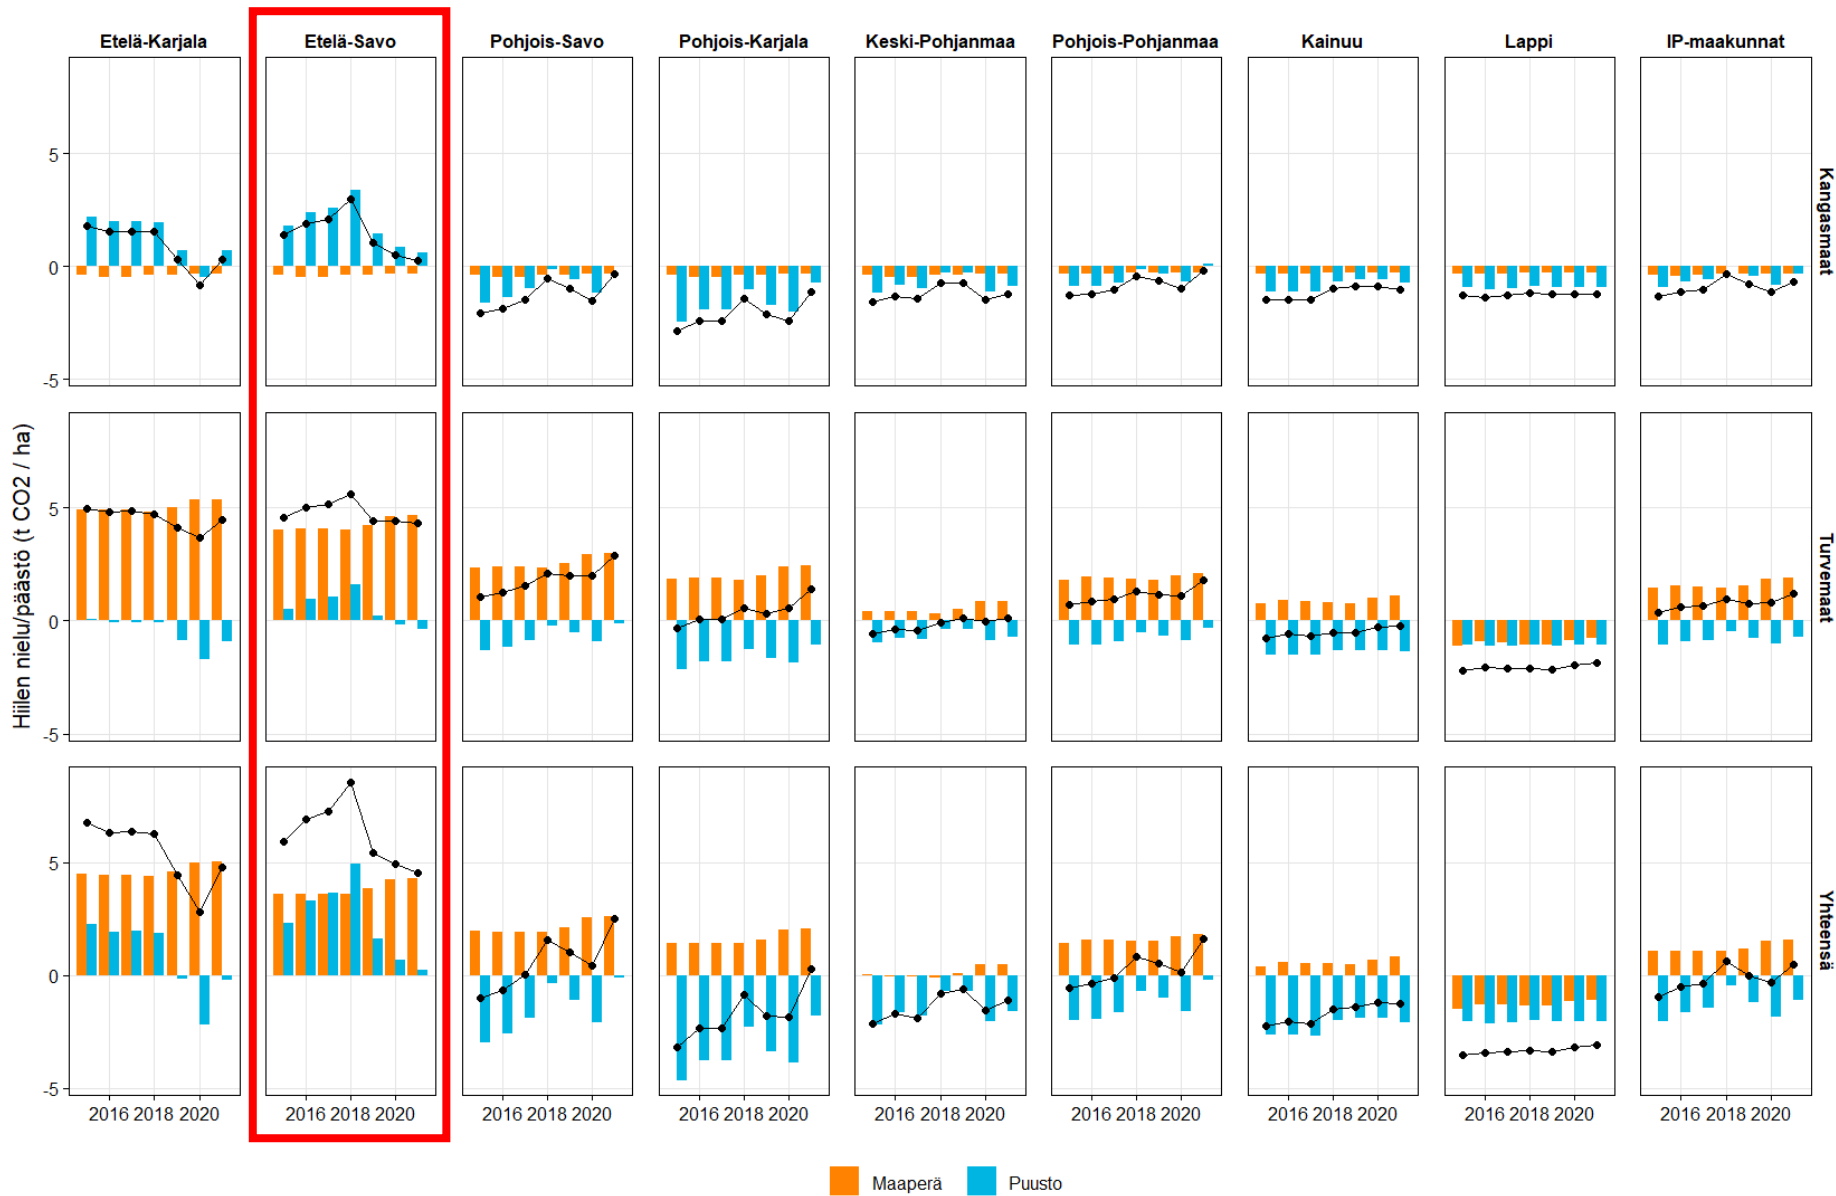 Etelä-Karjala Etelä-Savo Pohjois-Savo Pohjois-Karjala Keski-Pohjanmaa Pohjois-Pohjanmaa Kainuu Lappi IP-maakunnat
5
0
-5
Kangasmaat
Hiilen nielu/päästö (t CO2 / ha)
5
0
-5
Turvemaat
5
0
-5
Yhteensä
2016 2018 2020 2016 2018 2020 2016 2018 2020 2016 2018 2020 2016 2018 2020 2016 2018 2020 2016 2018 2020 2016 2018 2020 2016 2018 2020
Maaperä Puusto